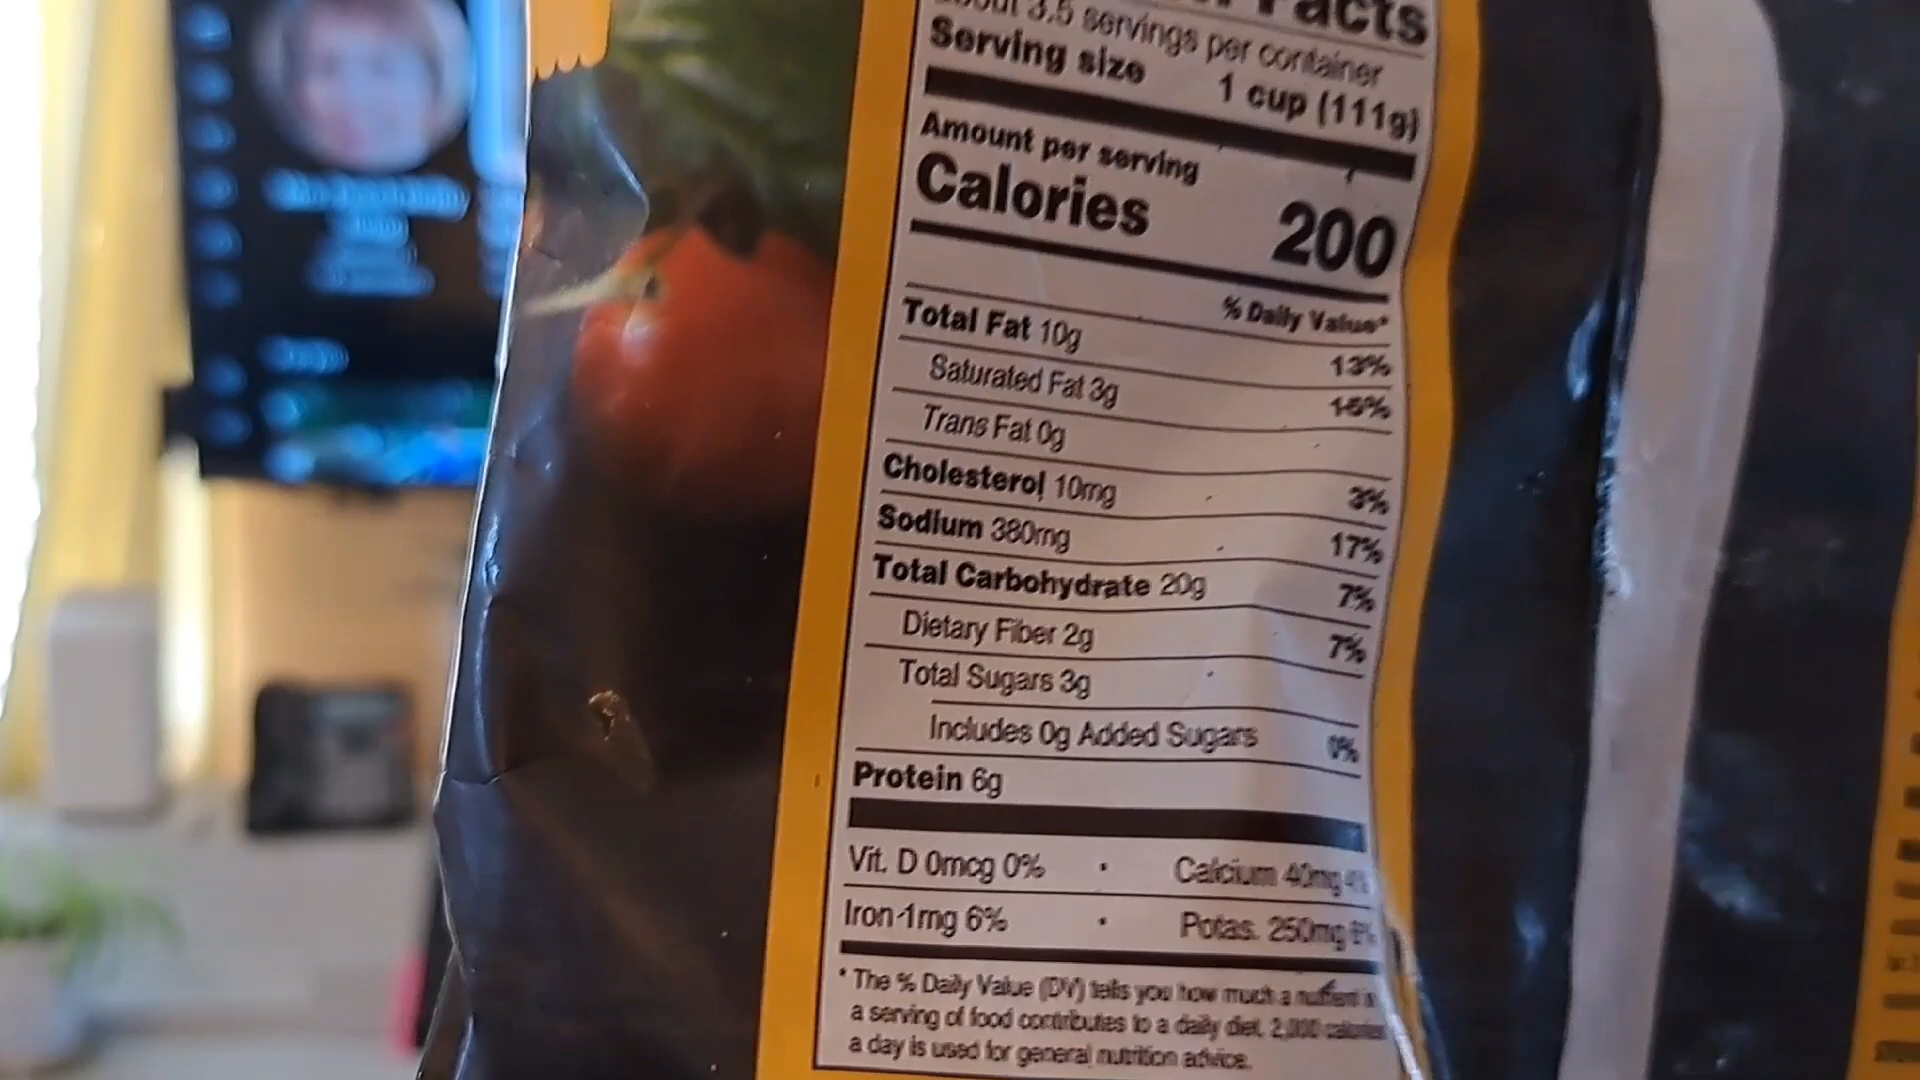 Facts
about 3.5 servings per container
Serving size 1 cup (111g)
Amount per serving
Calories 200
% Daily Value*
Total Fat 10g 13%
Saturated Fat 3g 15%
Trans Fat 0g
Cholesterol 10mg 3%
Sodium 380mg 17%
Total Carbohydrate 20g 7%
Dietary Fiber 2g 7%
Total Sugars 3g
Includes 0g Added Sugars 0%
Protein 6g
Vit. D 0mcg 0% • Calcium 40mg 4%
Iron 1mg 6% • Potas. 250mg
* The % Daily Value (DV) tells you how much a nutrient
a serving of food contributes to a daily diet. 2,000 calories
a day is used for general nutrition advice.